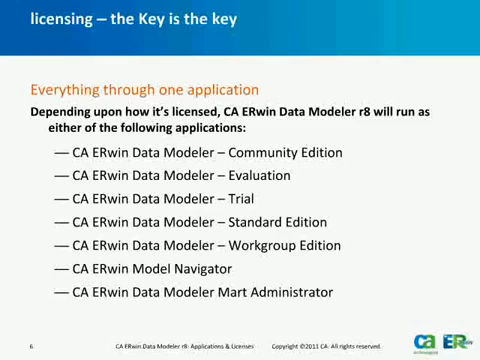 licensing – the Key is the key
Everything through one application
Depending upon how it's licensed, CA ERwin Data Modeler r8 will run as
either of the following applications:
— CA ERwin Data Modeler – Community Edition
— CA ERwin Data Modeler – Evaluation
— CA ERwin Data Modeler – Trial
— CA ERwin Data Modeler – Standard Edition
— CA ERwin Data Modeler – Workgroup Edition
— CA ERwin Model Navigator
— CA ERwin Data Modeler Mart Administrator
6 CA ERwin Data Modeler r8: Applications & Licenses Copyright ©2011 CA. All rights reserved.
ca ER
technologies